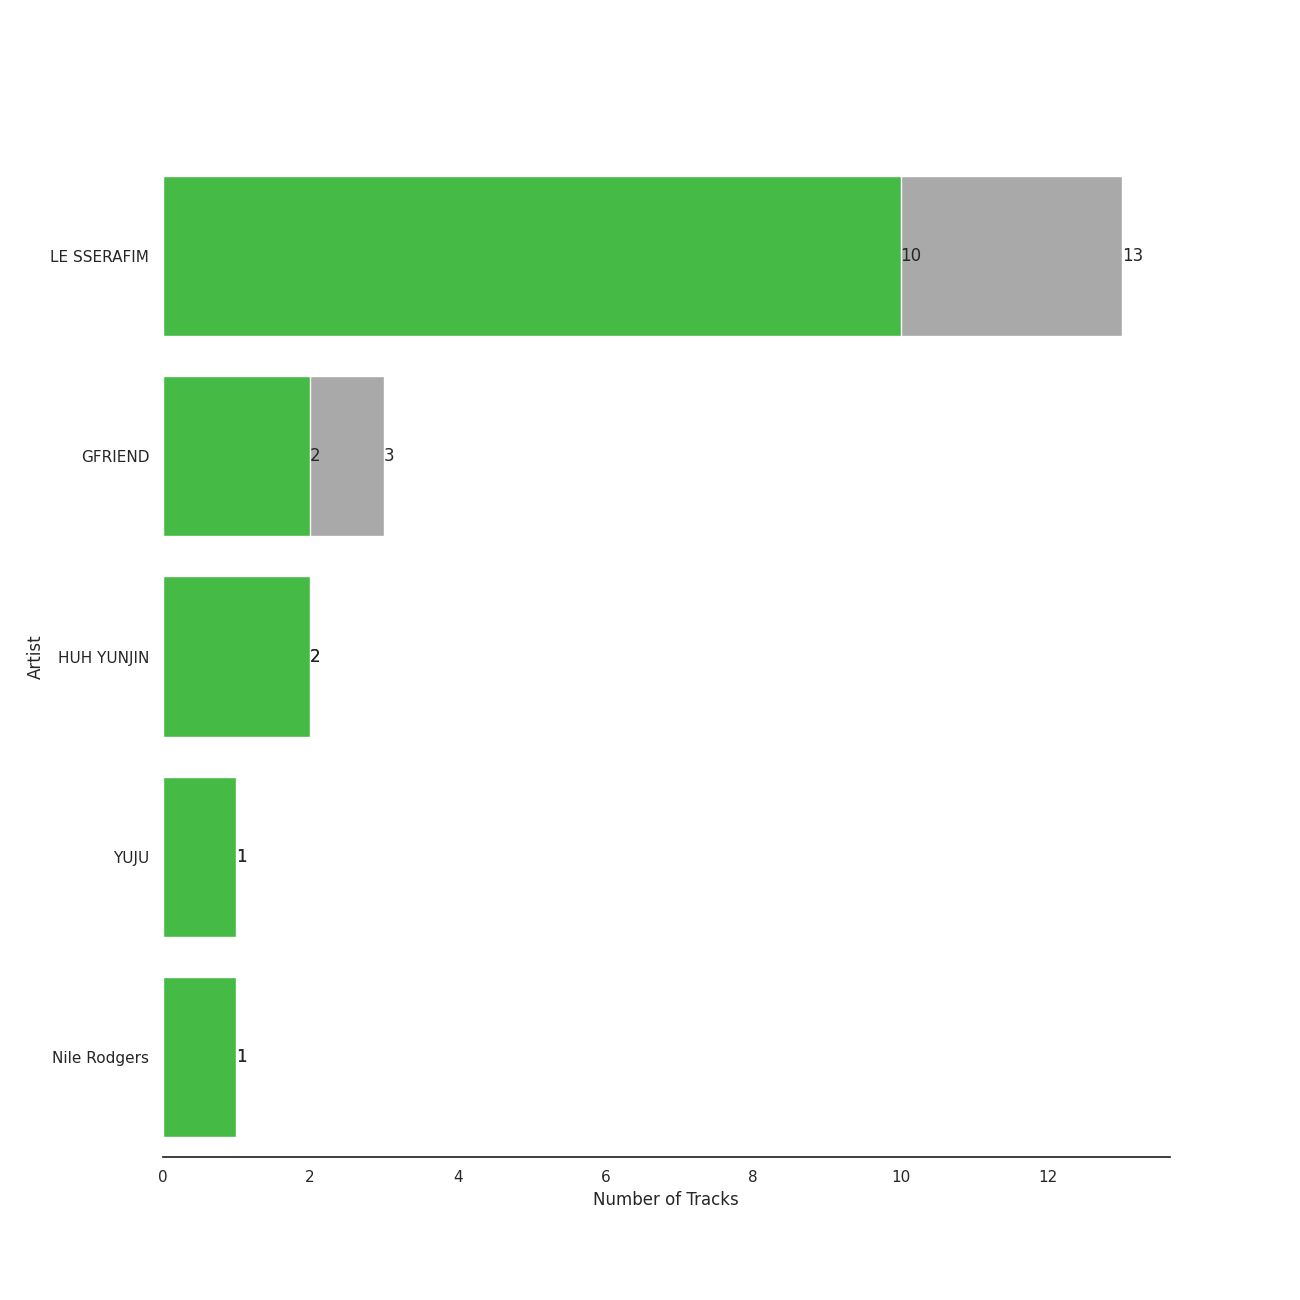 LE SSERAFIM 10 13
GFRIEND 2 3
HUH YUNJIN 2
YUJU 1
Nile Rodgers 1
Artist
0 2 4 6 8 10 12
Number of Tracks